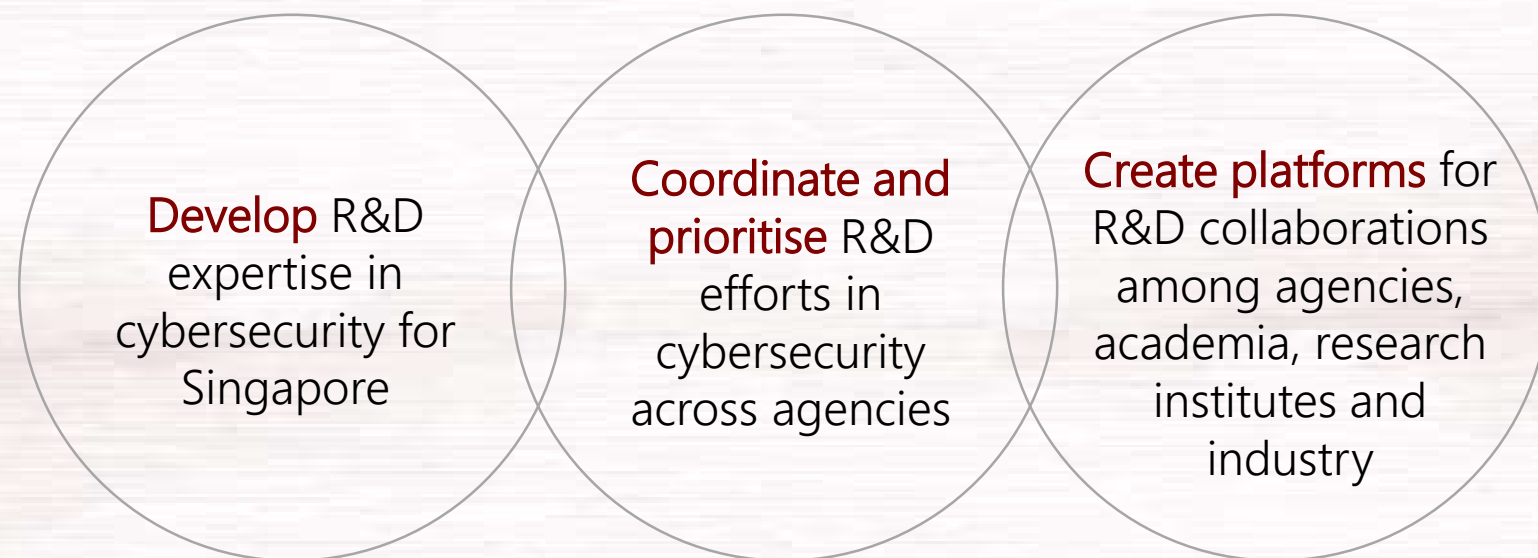 Develop R&D
expertise in
cybersecurity for
Singapore
Coordinate and
prioritise R&D
efforts in
cybersecurity
across agencies
Create platforms for
R&D collaborations
among agencies,
academia, research
institutes and
industry